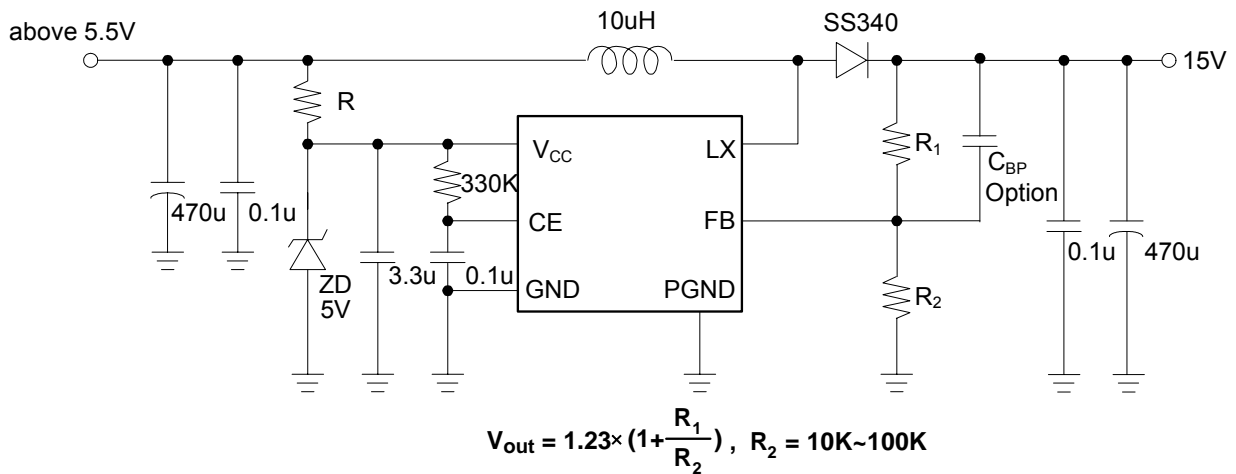 above 5.5V
10uH
SS340
15V
R
V_CC
LX
R_1
C_BP
Option
330K
470u
0.1u
CE
FB
0.1u
470u
ZD
5V
3.3u
0.1u
GND
PGND
R_2
V_out = 1.23×(1+R_1/R_2) , R_2 = 10K~100K